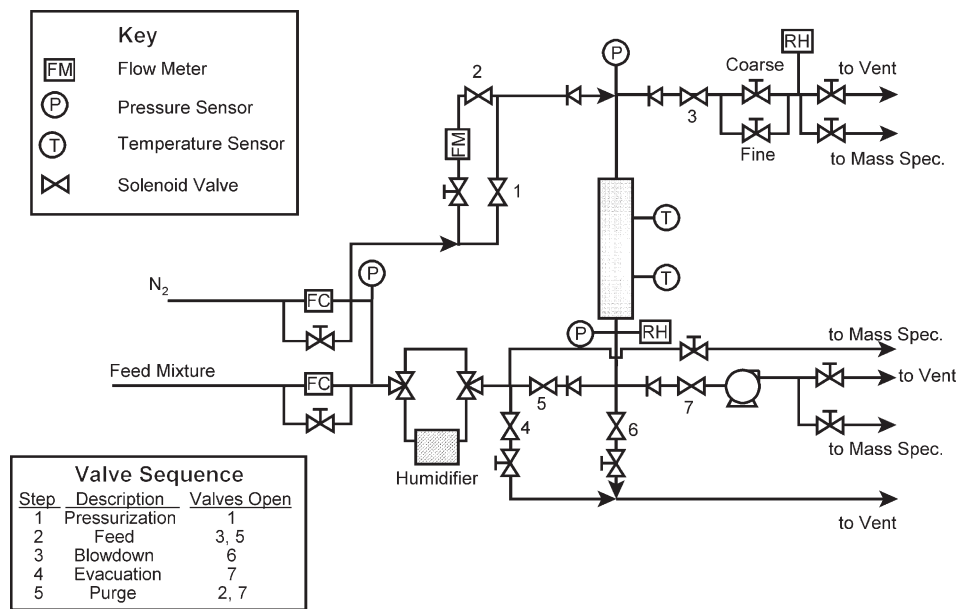 Key
FM Flow Meter
P Pressure Sensor
T Temperature Sensor
Solenoid Valve
P
RH
2
Coarse
to Vent
3
FM
Fine
to Mass Spec.
1
T
P
T
N2
FC
P
RH
to Mass Spec.
Feed Mixture
FC
to Vent
5
7
4
6
to Mass Spec.
Humidifier
to Vent
Valve Sequence
Step Description Valves Open
1 Pressurization 1
2 Feed 3, 5
3 Blowdown 6
4 Evacuation 7
5 Purge 2, 7